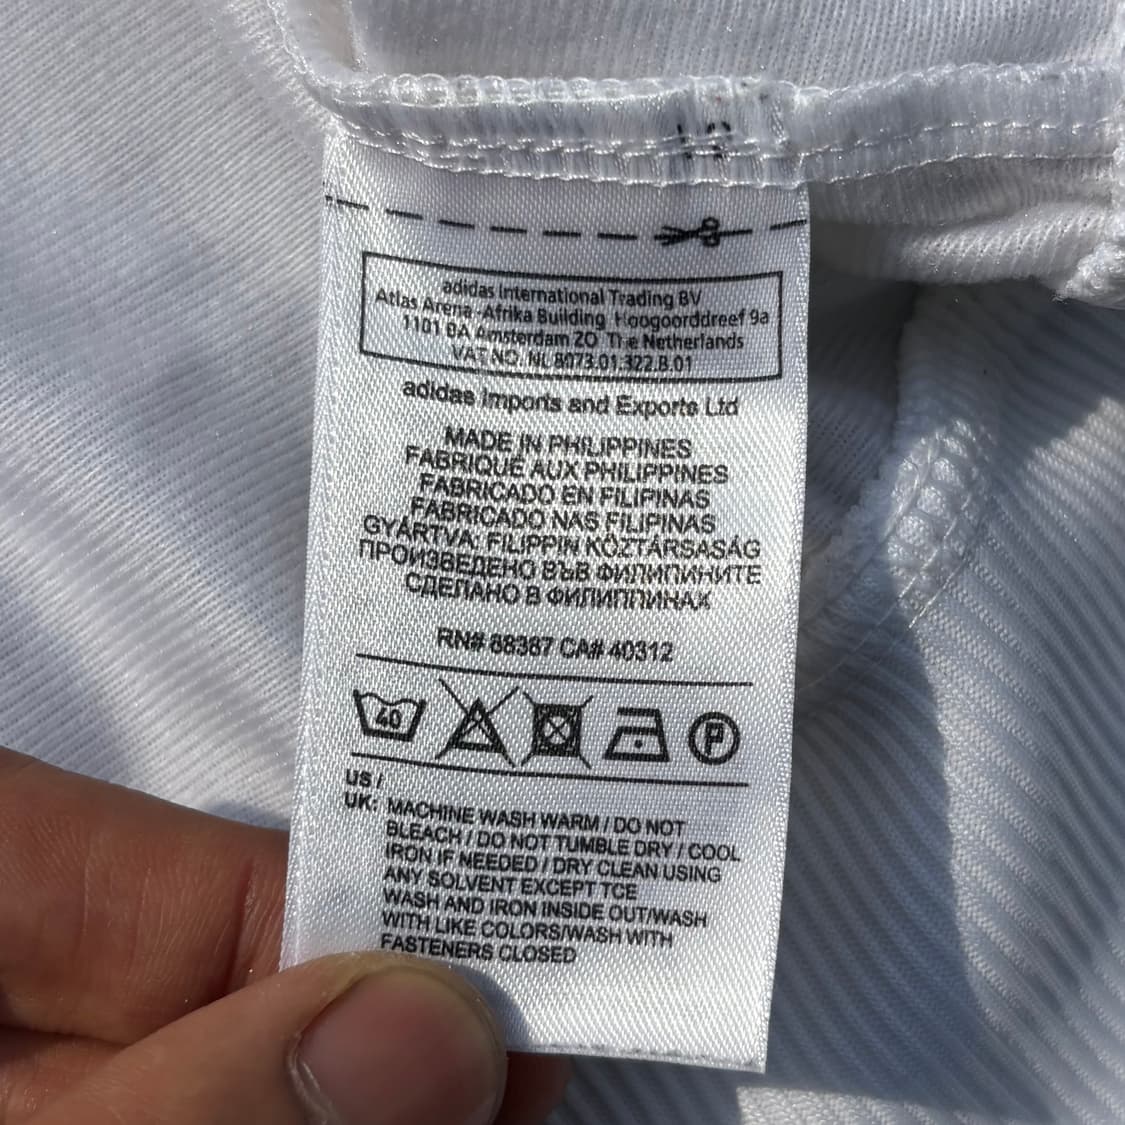 adidas International Trading BV
Atlas Arena -Afrika Building Hoogoorddreef 9a
1101 BA Amsterdam ZO The Netherlands
VAT NO. NL 8073.01.322.B.01
adidas Imports and Exports Ltd
MADE IN PHILIPPINES
FABRIQUÉ AUX PHILIPPINES
FABRICADO EN FILIPINAS
FABRICADO NAS FILIPINAS
GYÁRTVA: FILIPPIN KÖZTÁRSASÁG
ПРОИЗВЕДЕНО ВЪВ ФИЛИПИНИТЕ
СДЕЛАНО В ФИЛИППИНАХ
RN# 88387 CA# 40312
40 P
US /
UK: MACHINE WASH WARM / DO NOT
BLEACH / DO NOT TUMBLE DRY / COOL
IRON IF NEEDED / DRY CLEAN USING
ANY SOLVENT EXCEPT TCE
WASH AND IRON INSIDE OUT/WASH
WITH LIKE COLORS/WASH WITH
FASTENERS CLOSED